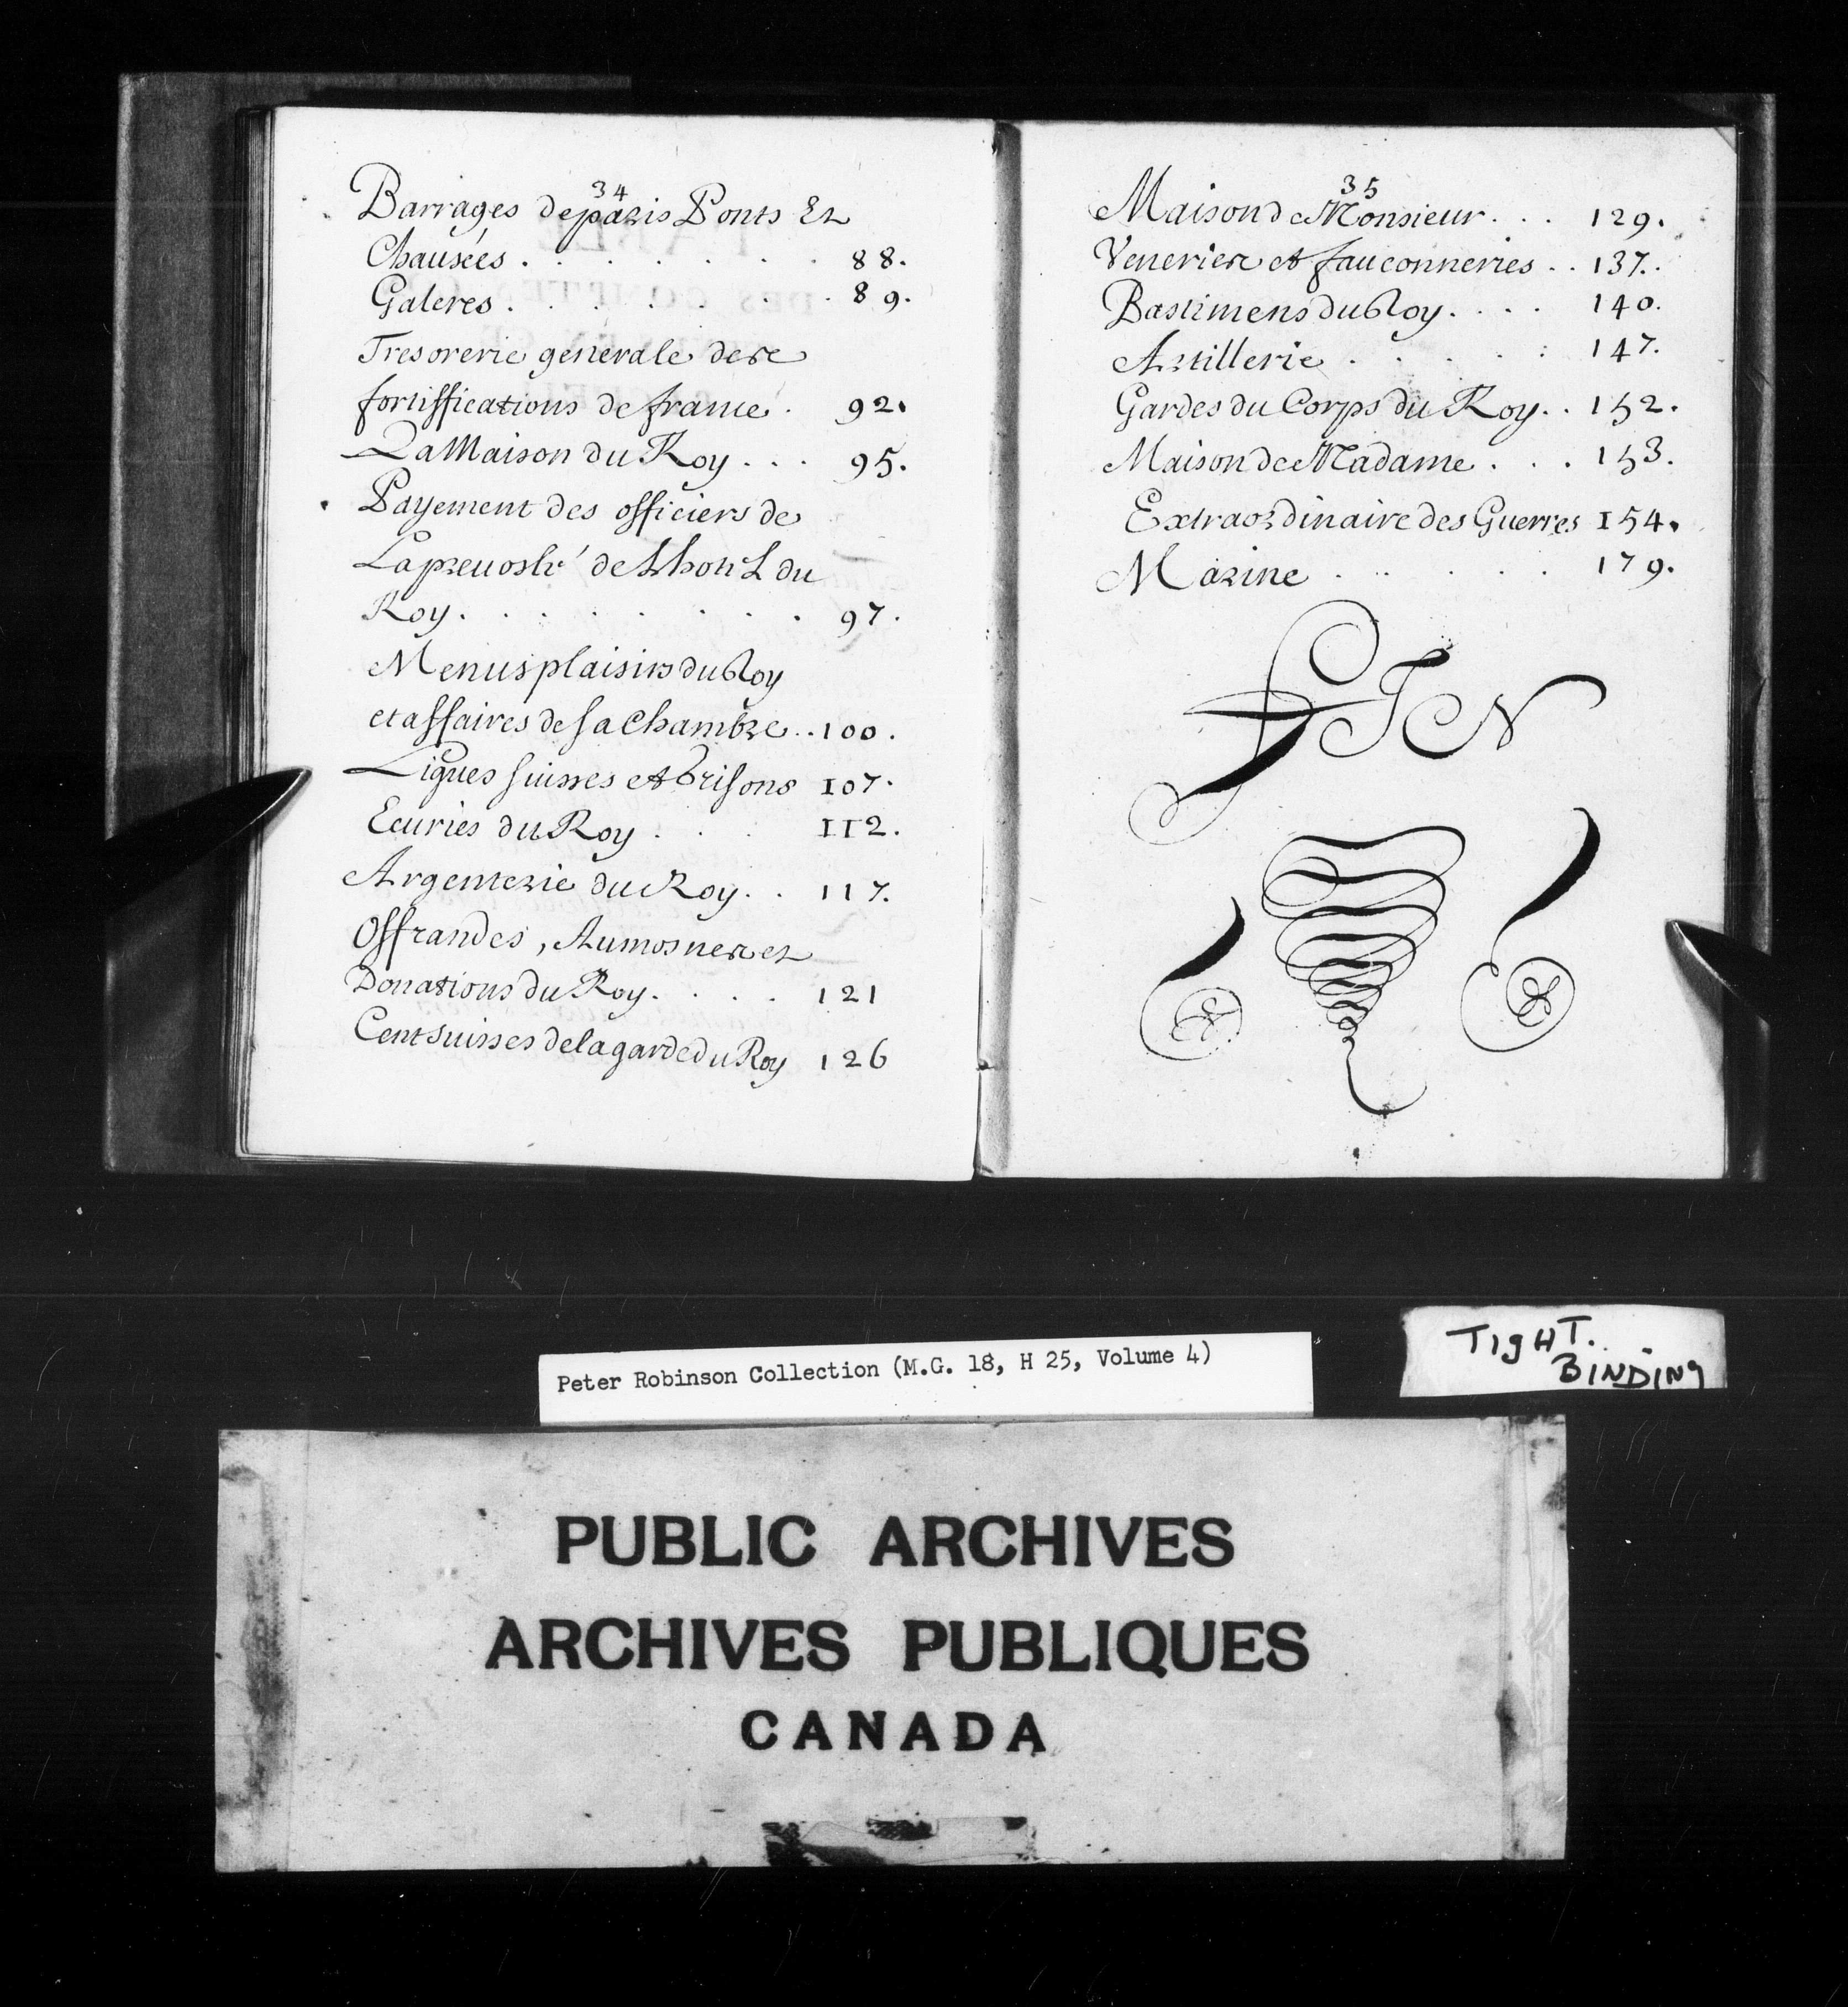 34
Barrages de paris Ponts Et
Chausées . . . . . . . 88.
Galeres . . . . . . . 89.
Tresorerie generale des
fortiffications de france . 92.
La Maison du Roy . . . 95.
Payement des officiers de
La preuosté de Lhotel du
Roy . . . . . . . . 97.
Menus plaisirs du Roy
et affaires de sa Chambre . . 100.
Ligues suisses et Grisons 107.
Ecuries du Roy . . . 112.
Argenterie du Roy . . 117.
Offrandes, Aumosnes et
Donations du Roy . . . . 121
Cent suisses de la garde du Roy 126
35
Maison de Monsieur . . . 129.
Veneries et fauconneries . . 137.
Bastimens du Roy . . . . 140.
Artillerie . . . . . 147.
Gardes du Corps du Roy . . 152.
Maison de Madame . . . 153.
Extraordinaire des Guerres 154.
Marine . . . . . 179.
FIN
Peter Robinson Collection (M.G. 18, H 25, Volume 4)
TIGHT.
BINDING
PUBLIC ARCHIVES
ARCHIVES PUBLIQUES
CANADA